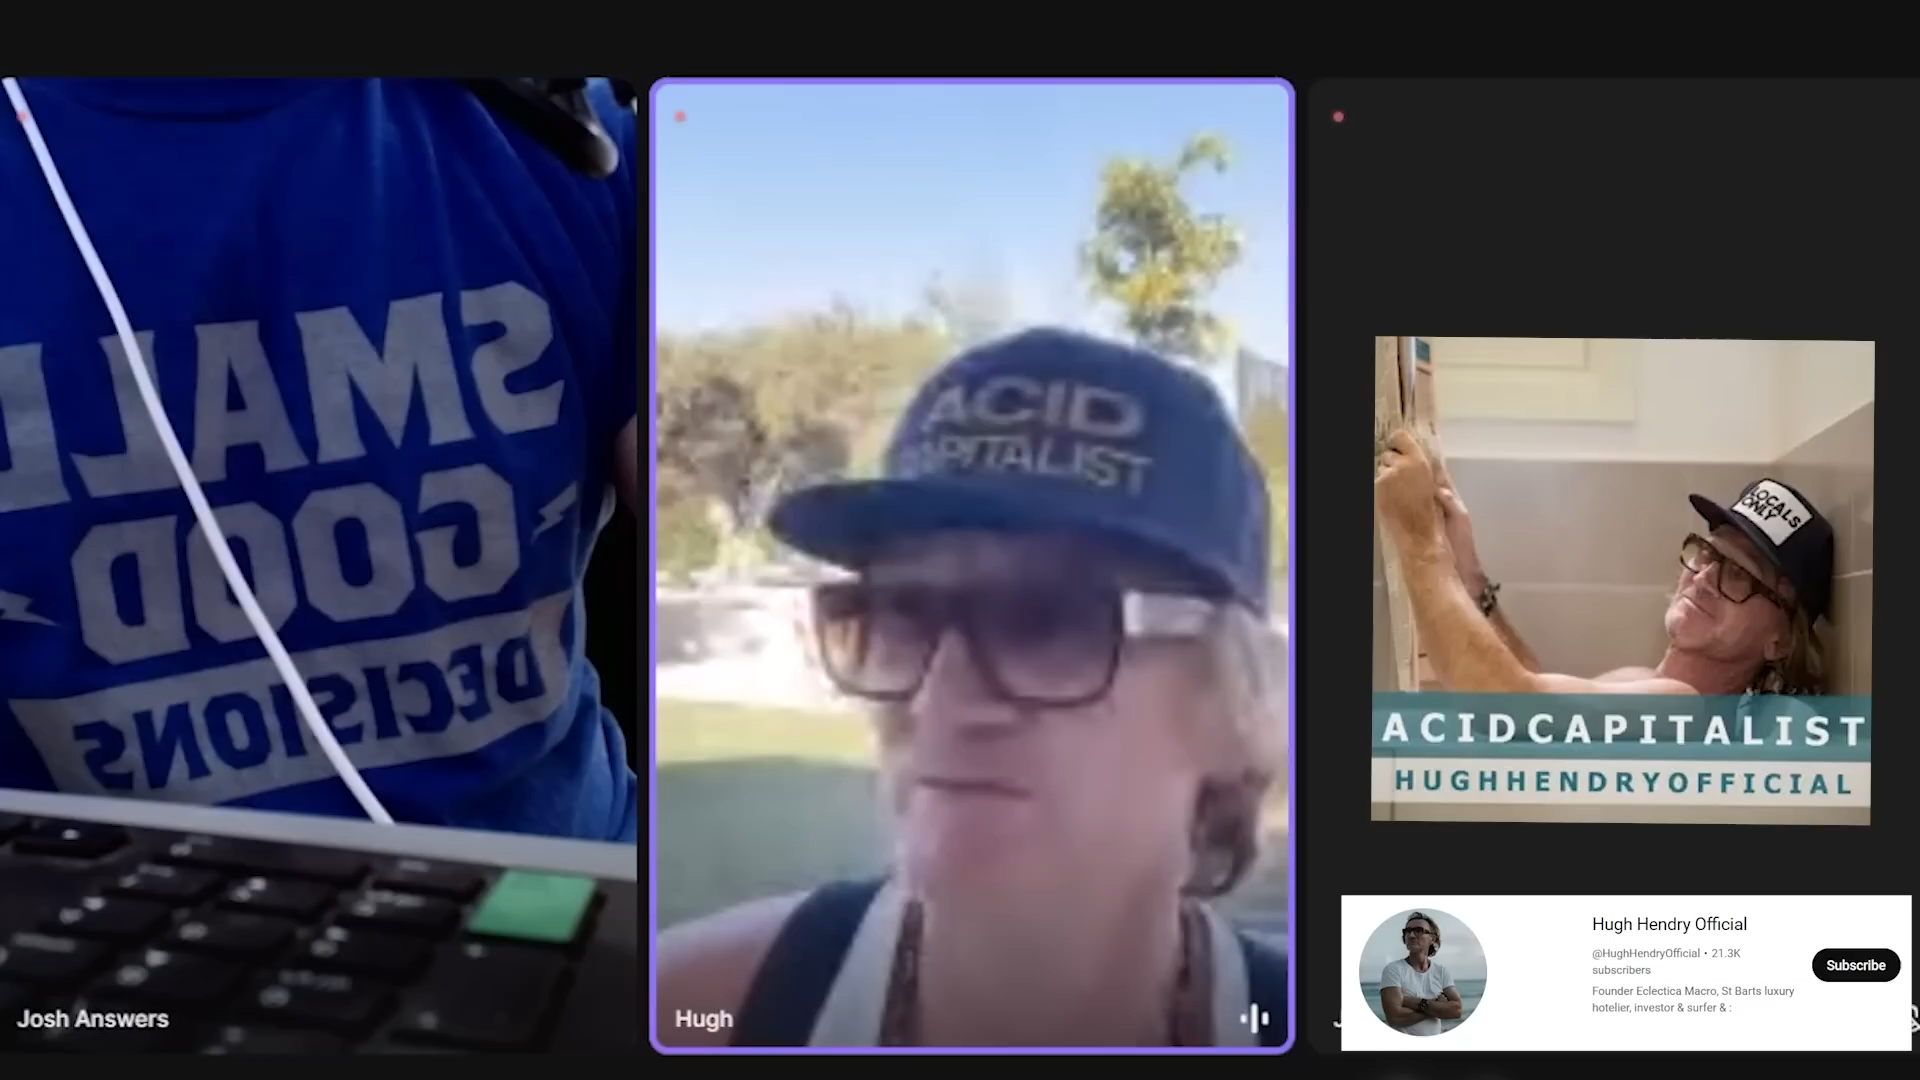 SMALL
GOOD
DECISIONS
Josh Answers
ACID
CAPITALIST
Hugh
LOCALS
ONLY
ACIDCAPITALIST
HUGHHENDRYOFFICIAL
Hugh Hendry Official
@HughHendryOfficial • 21.3K
subscribers
Founder Eclectica Macro, St Barts luxury
hotelier, investor & surfer & :
Subscribe